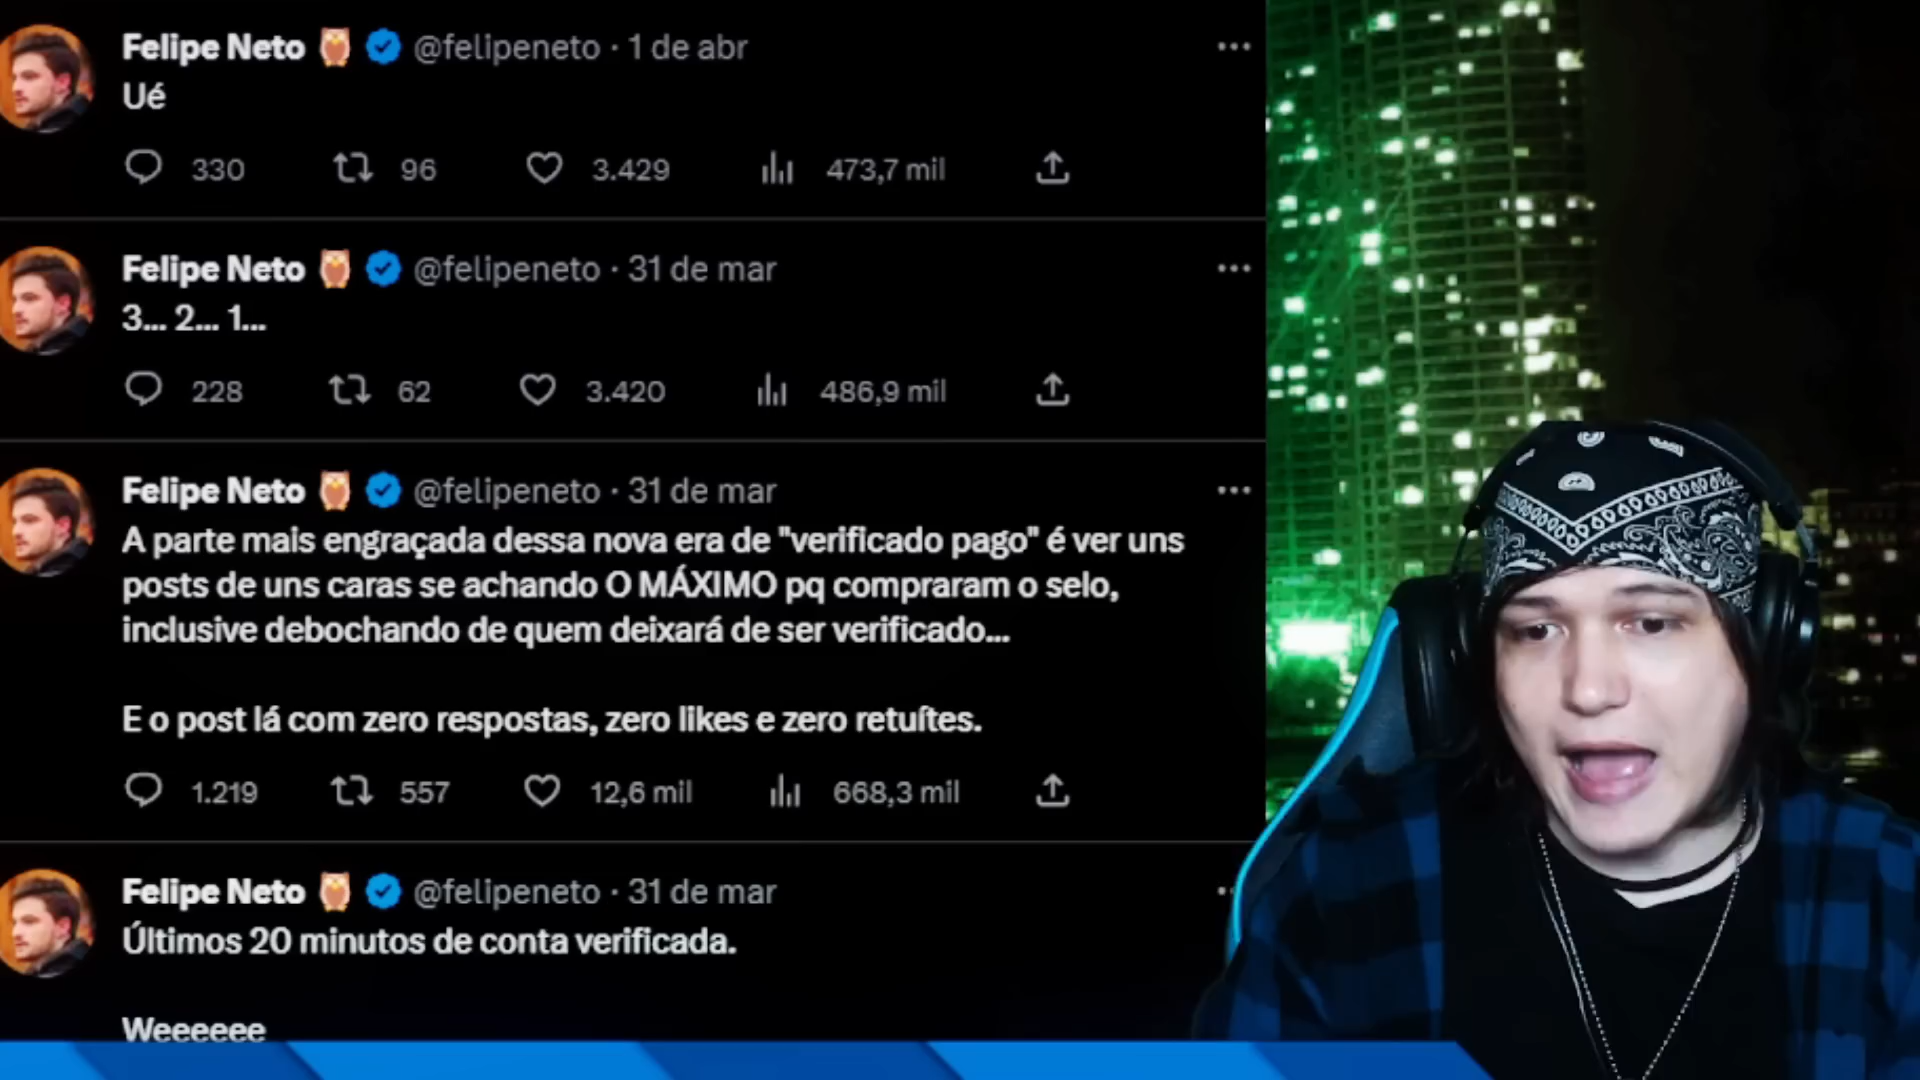 Felipe Neto 🦉 @felipeneto · 1 de abr
Ué
330 96 3.429 473,7 mil
Felipe Neto 🦉 @felipeneto · 31 de mar
3... 2... 1...
228 62 3.420 486,9 mil
Felipe Neto 🦉 @felipeneto · 31 de mar
A parte mais engraçada dessa nova era de "verificado pago" é ver uns
posts de uns caras se achando O MÁXIMO pq compraram o selo,
inclusive debochando de quem deixará de ser verificado...
E o post lá com zero respostas, zero likes e zero retuítes.
1.219 557 12,6 mil 668,3 mil
Felipe Neto 🦉 @felipeneto · 31 de mar
Últimos 20 minutos de conta verificada.
Weeeeee